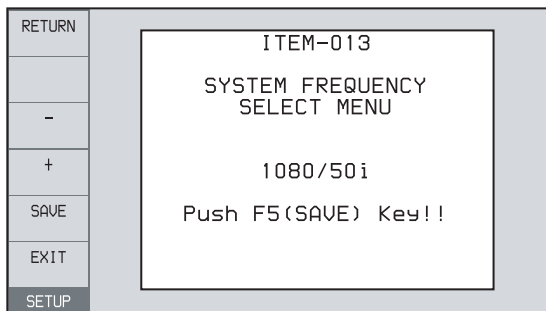 RETURN
-
+
SAVE
EXIT
SETUP
ITEM-013
SYSTEM FREQUENCY
SELECT MENU
1080/50i
Push F5(SAVE) Key!!